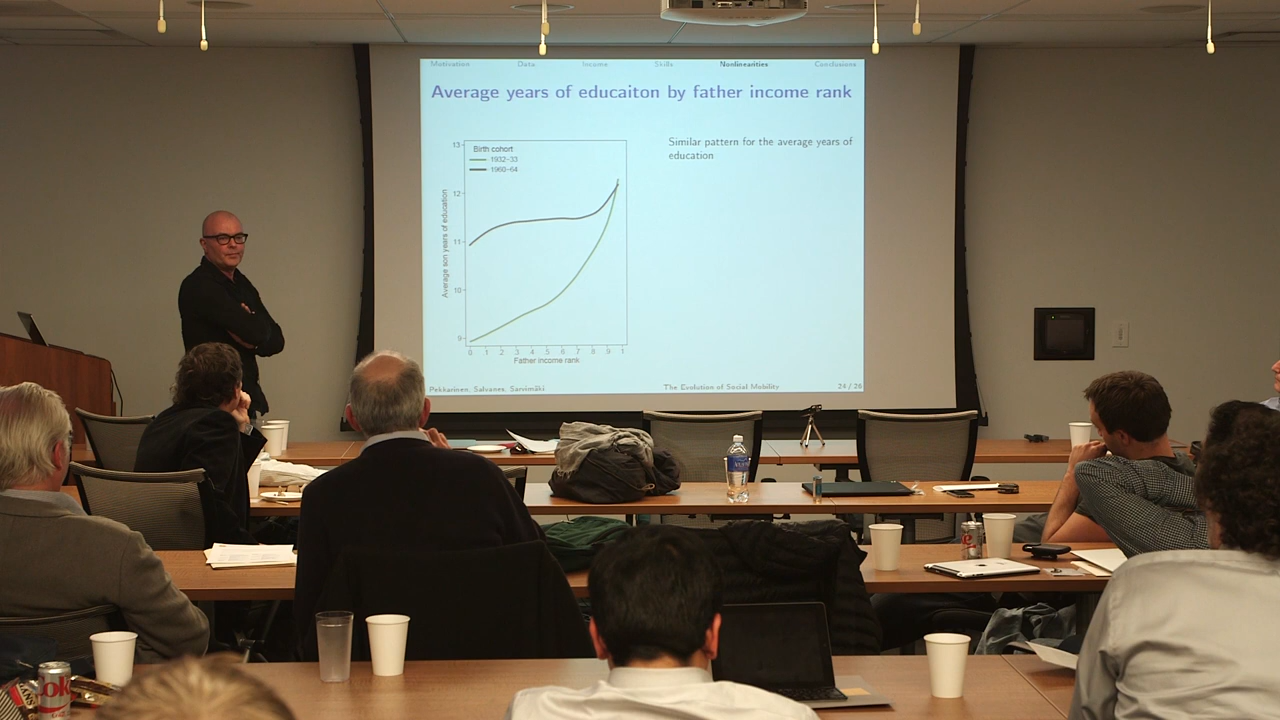 Motivation Data Income Skills Nonlinearities Conclusions
Average years of educaiton by father income rank
Similar pattern for the average years of
education
Birth cohort
1932-33
1960-64
13
12
11
10
9
Average son years of education
0 .1 .2 .3 .4 .5 .6 .7 .8 .9 1
Father income rank
Pekkarinen, Salvanes, Sarvimäki The Evolution of Social Mobility 24 / 26